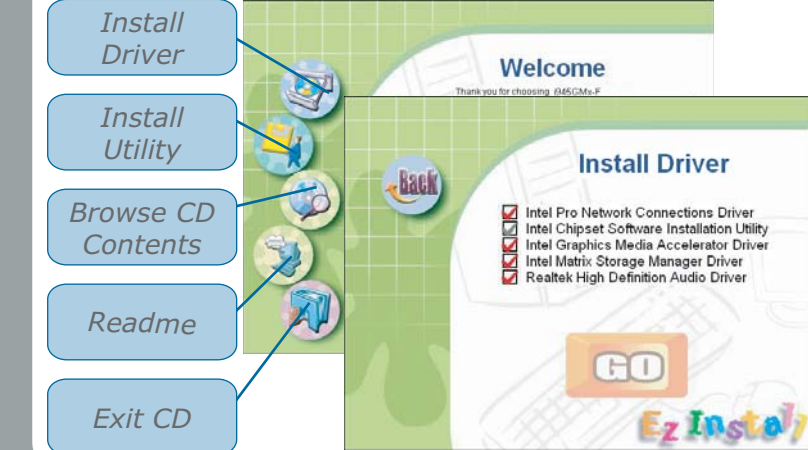 Install
Driver
Install
Utility
Browse CD
Contents
Readme
Exit CD
Welcome
Thank you for choosing i945GMx-F
Back
Install Driver
Intel Pro Network Connections Driver
Intel Chipset Software Installation Utility
Intel Graphics Media Accelerator Driver
Intel Matrix Storage Manager Driver
Realtek High Definition Audio Driver
GO
Ez Install